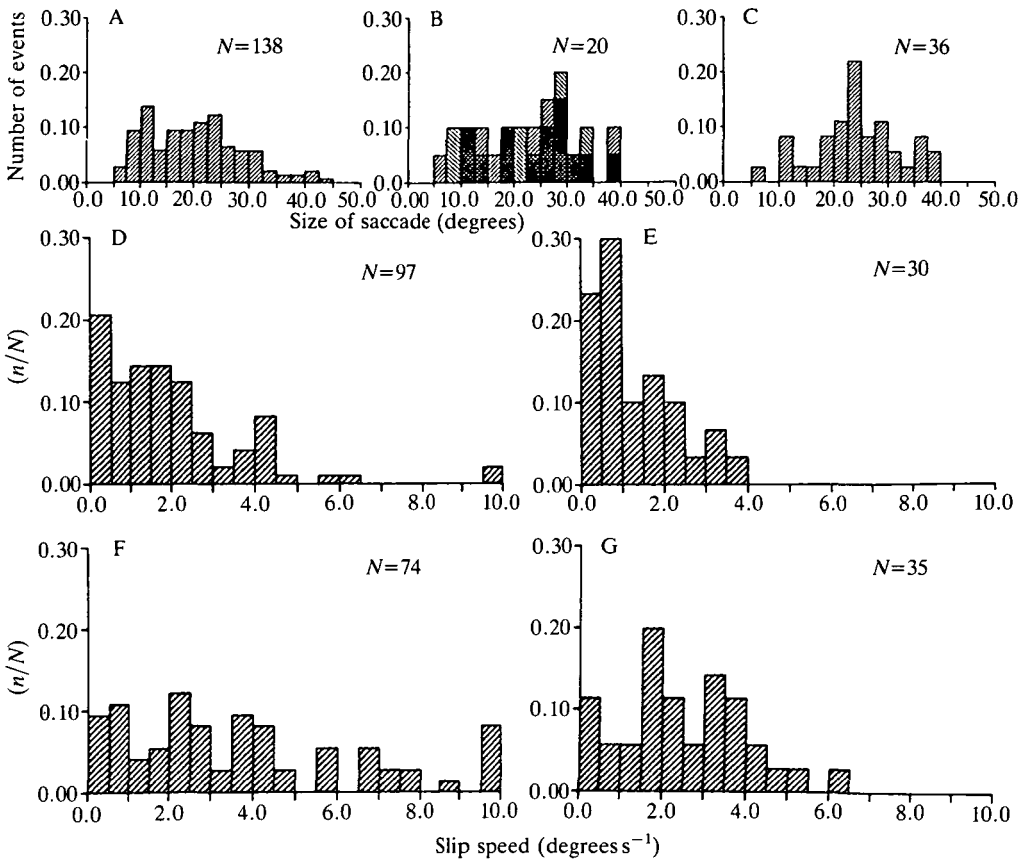 A
B
C
N=138
N=20
N=36
Number of events
0.30
0.20
0.10
0.00
0.30
0.20
0.10
0.00
0.30
0.20
0.10
0.00
0.0 10.0 20.0 30.0 40.0 50.0
0.0 10.0 20.0 30.0 40.0 50.0
0.0 10.0 20.0 30.0 40.0 50.0
Size of saccade (degrees)
D
E
N=97
N=30
(n/N)
0.30
0.20
0.10
0.00
0.30
0.20
0.10
0.00
0.0 2.0 4.0 6.0 8.0 10.0
0.0 2.0 4.0 6.0 8.0 10.0
F
G
N=74
N=35
(n/N)
0.30
0.20
0.10
0.00
0.30
0.20
0.10
0.00
0.0 2.0 4.0 6.0 8.0 10.0
0.0 2.0 4.0 6.0 8.0 10.0
Slip speed (degrees s⁻¹)